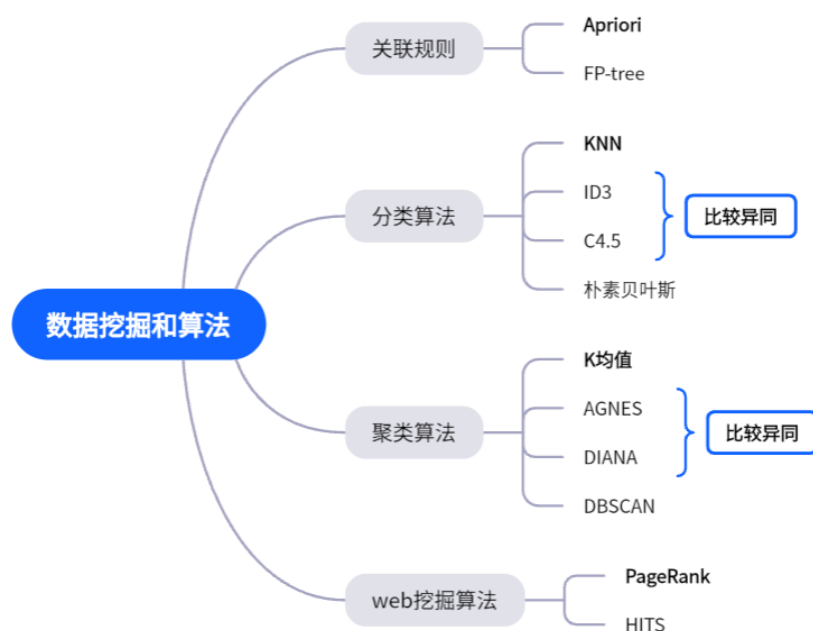 数据挖掘和算法
关联规则
Apriori
FP-tree
分类算法
KNN
ID3
C4.5
比较异同
朴素贝叶斯
聚类算法
K均值
AGNES
DIANA
比较异同
DBSCAN
web挖掘算法
PageRank
HITS